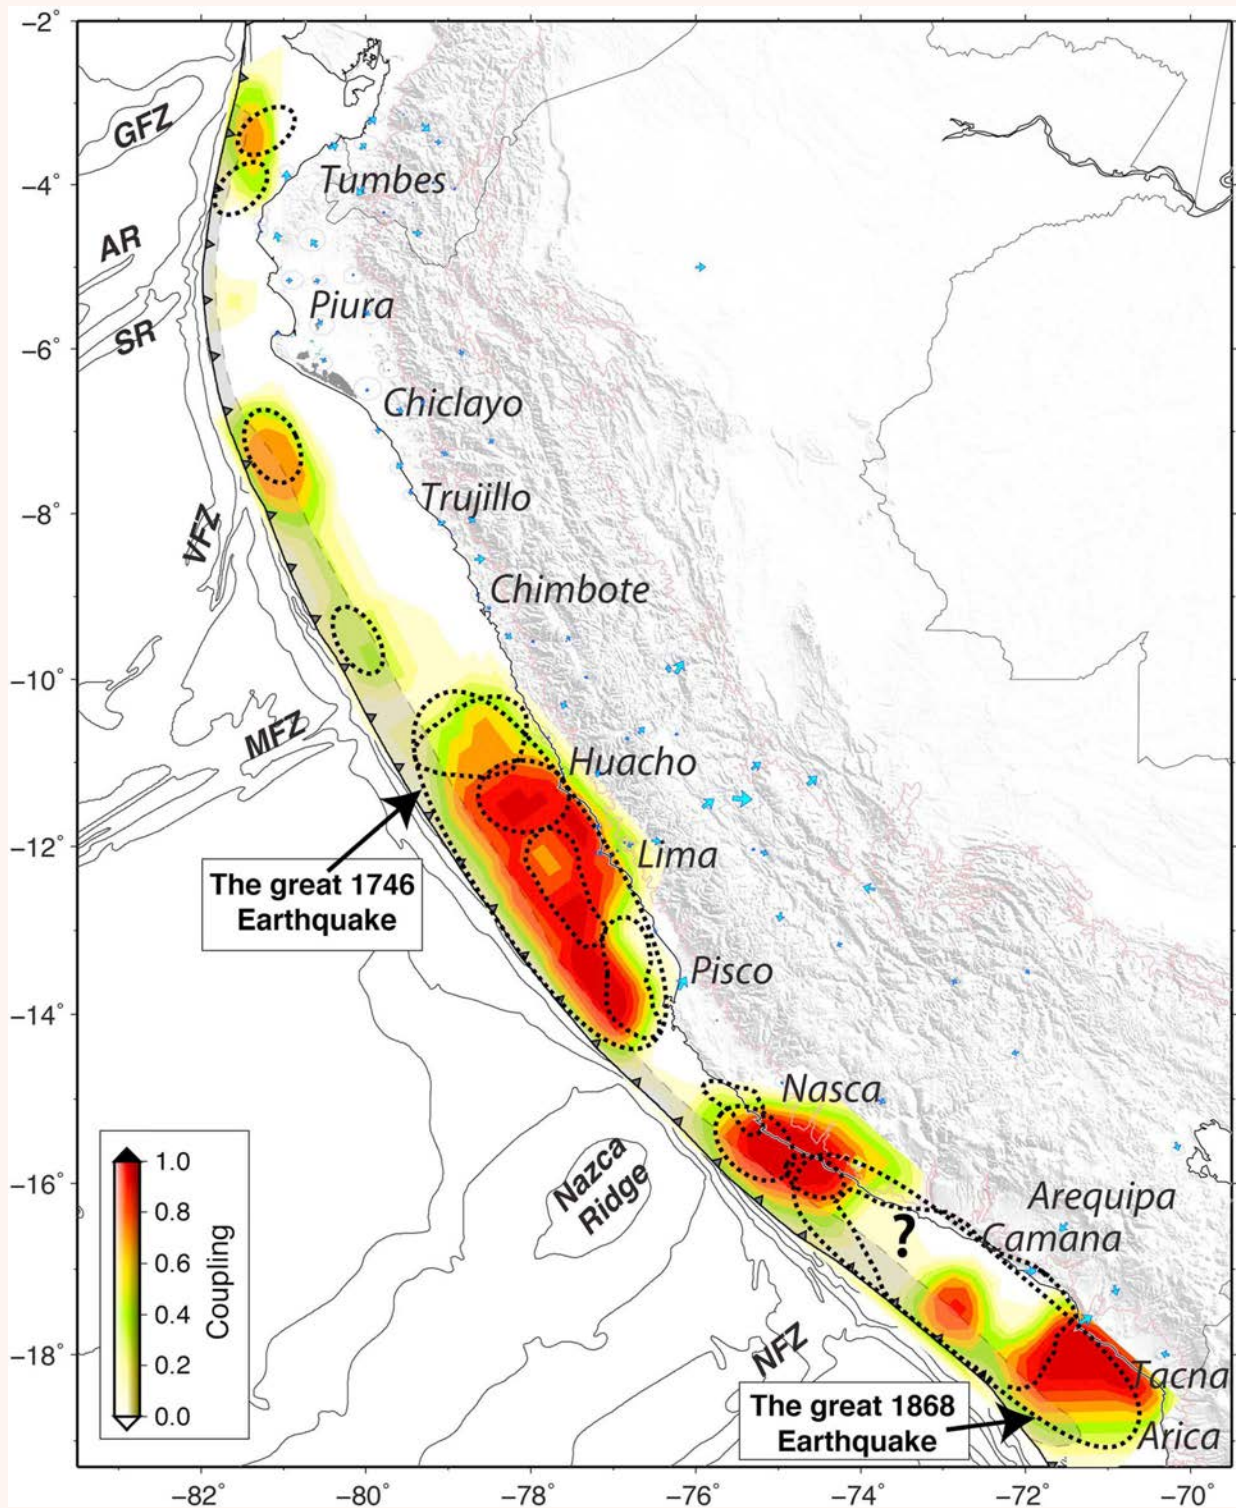 −2°
GFZ
−4°
Tumbes
AR
Piura
SR
−6°
Chiclayo
Trujillo
−8°
VFZ
Chimbote
−10°
MFZ
Huacho
−12°
Lima
The great 1746
Earthquake
Pisco
−14°
Nasca
Nazca
Ridge
1.0
0.8
0.6
0.4
0.2
0.0
Coupling
−16°
Arequipa
?
Camana
−18°
NFZ
Tacna
The great 1868
Earthquake
Arica
−82° −80° −78° −76° −74° −72° −70°